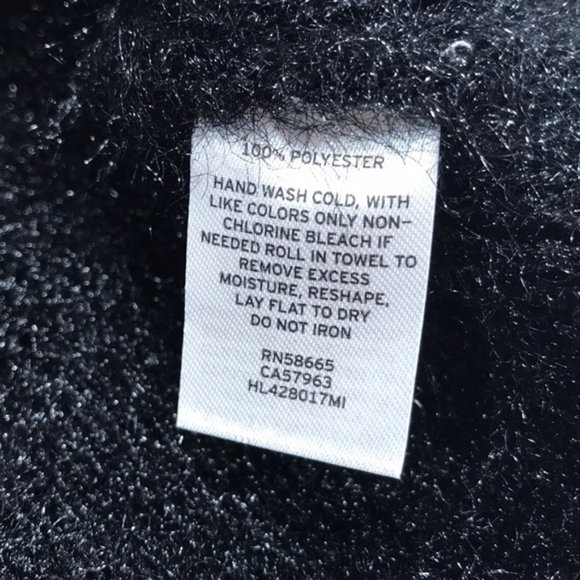 100% POLYESTER
HAND WASH COLD, WITH
LIKE COLORS ONLY NON-
CHLORINE BLEACH IF
NEEDED ROLL IN TOWEL TO
REMOVE EXCESS
MOISTURE, RESHAPE.
LAY FLAT TO DRY
DO NOT IRON
RN58665
CA57963
HL428017MI